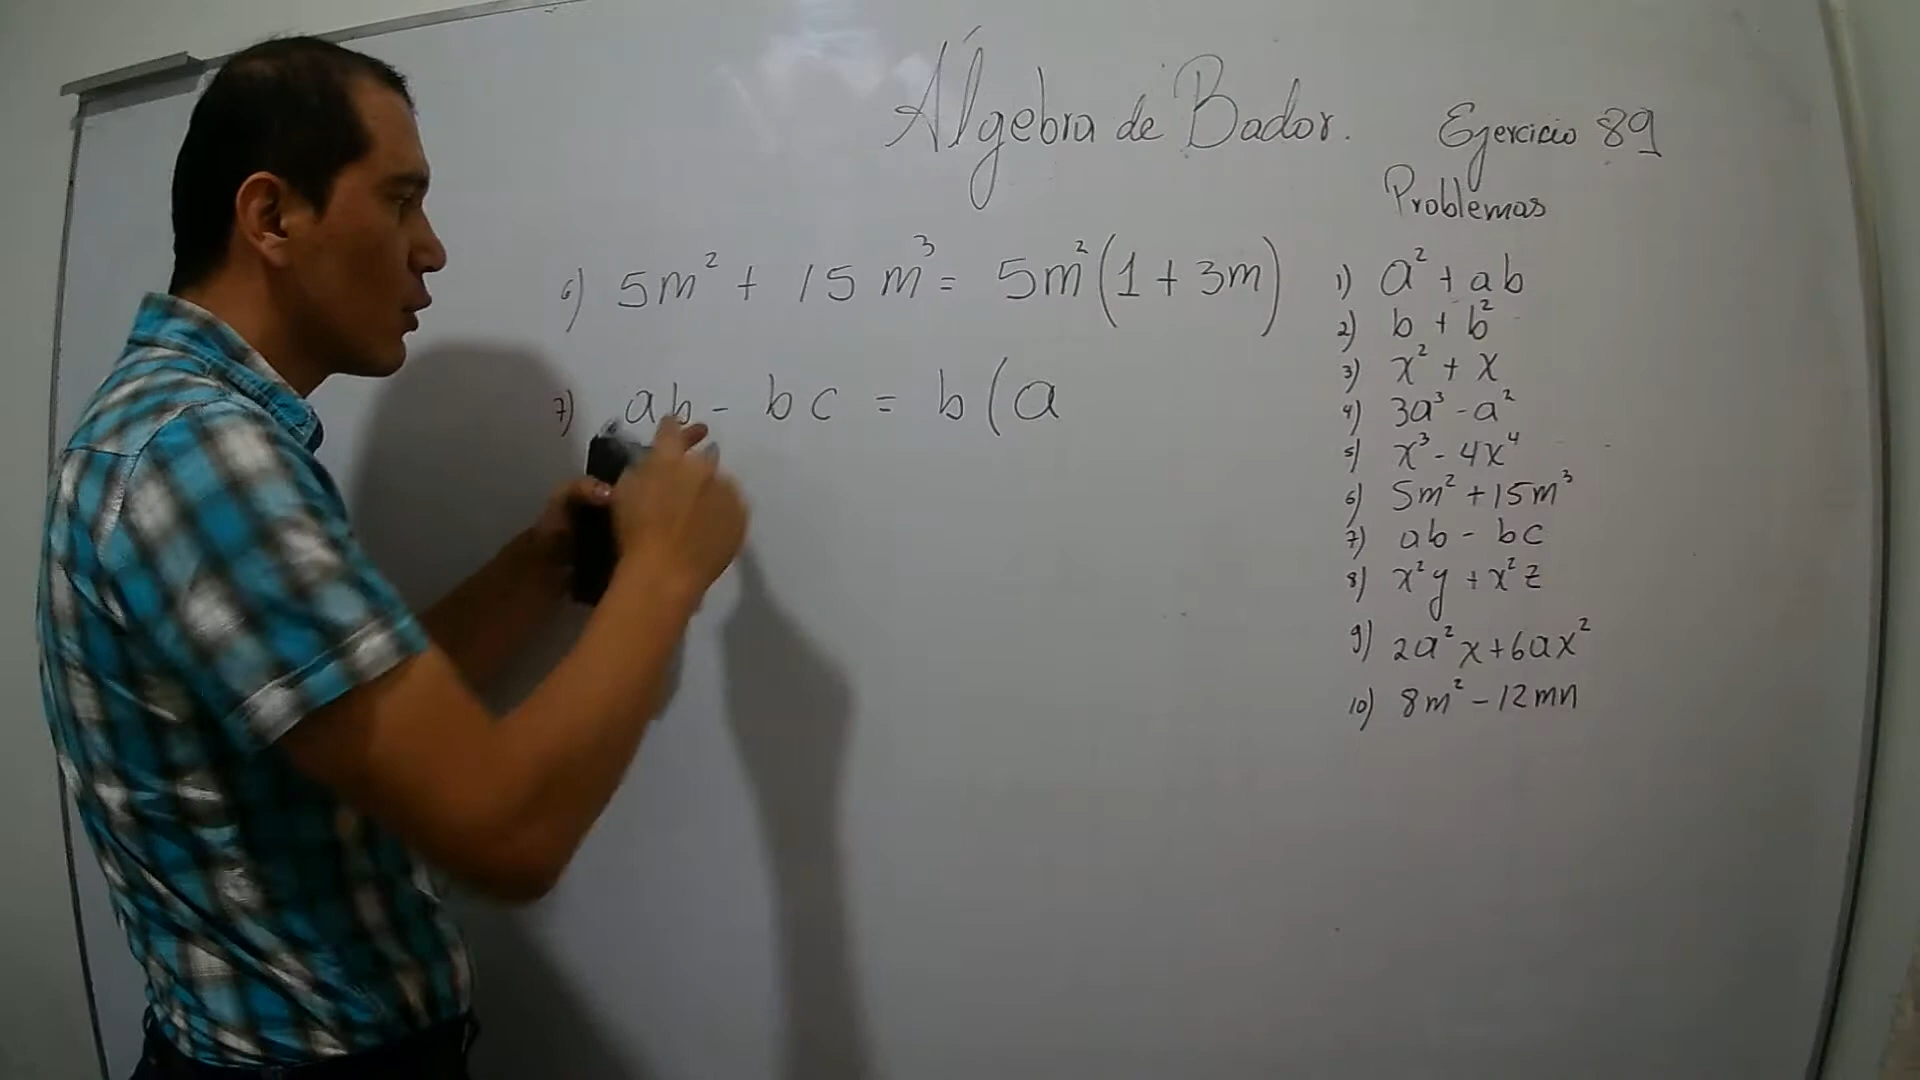 Álgebra de Bador.
Ejercicio 89
Problemas
6) 5m² + 15 m³ = 5m² (1 + 3m)
7) ab - bc = b (a
1) a² + ab
2) b + b²
3) x² + x
4) 3a³ - a²
5) x³ - 4x⁴
6) 5m² + 15m³
7) ab - bc
8) x²y + x²z
9) 2a²x + 6ax²
10) 8m² - 12mn